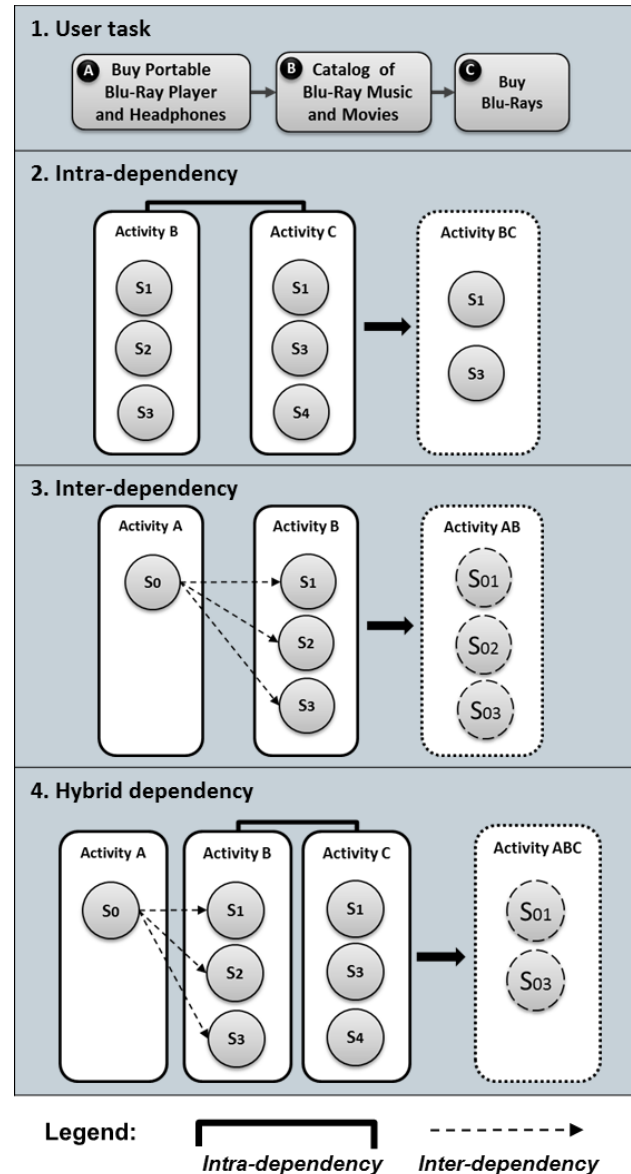 1. User task
A
Buy Portable
Blu-Ray Player
and Headphones
B
Catalog of
Blu-Ray Music
and Movies
C
Buy
Blu-Rays
2. Intra-dependency
Activity B
S1
S2
S3
Activity C
S1
S3
S4
Activity BC
S1
S3
3. Inter-dependency
Activity A
S0
Activity B
S1
S2
S3
Activity AB
S01
S02
S03
4. Hybrid dependency
Activity A
S0
Activity B
S1
S2
S3
Activity C
S1
S3
S4
Activity ABC
S01
S03
Legend:
Intra-dependency
Inter-dependency